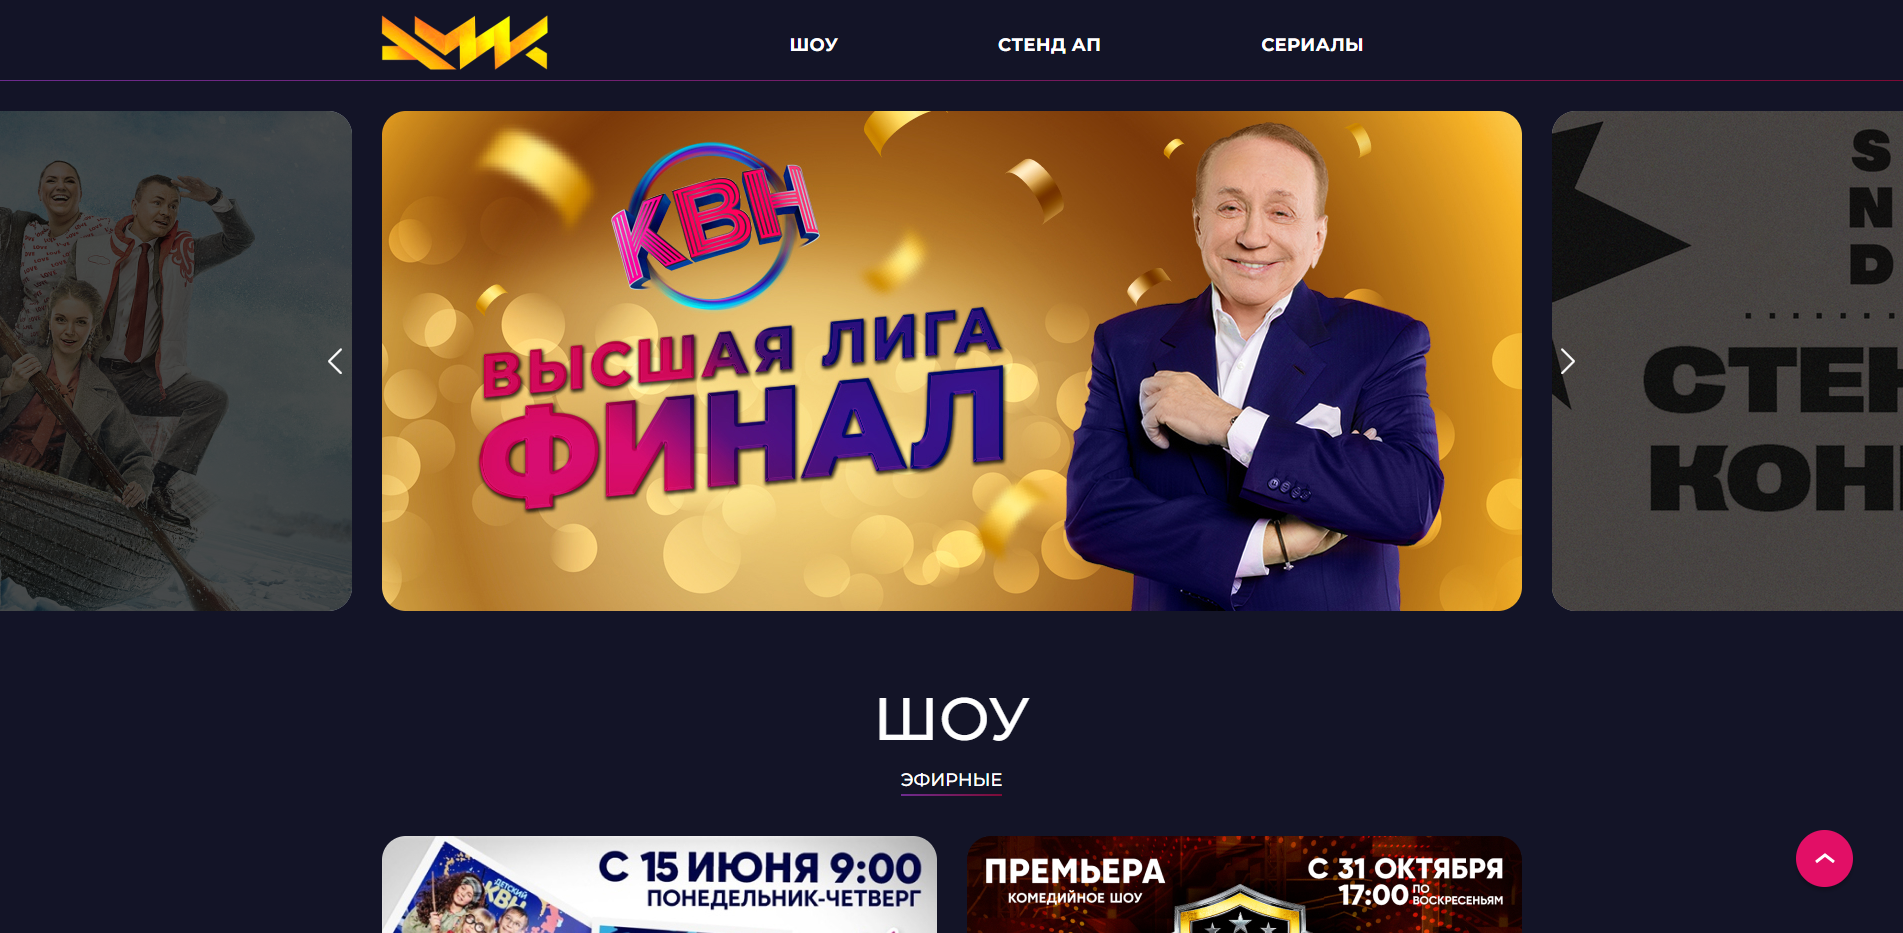 ШОУ
СТЕНД АП
СЕРИАЛЫ
КВН
ВЫСШАЯ ЛИГА
ФИНАЛ
S
N
D
СТЕН
КОН
ШОУ
ЭФИРНЫЕ
ДЕТСКИЙ
КВН
С 15 ИЮНЯ 9:00
ПОНЕДЕЛЬНИК-ЧЕТВЕРГ
ПРЕМЬЕРА
КОМЕДИЙНОЕ ШОУ
С 31 ОКТЯБРЯ
17:00 ПО ВОСКРЕСЕНЬЯМ